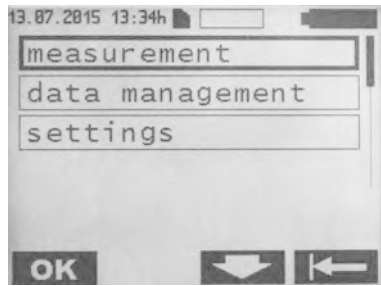 13.07.2015 13:34h
measurement
data management
settings
OK